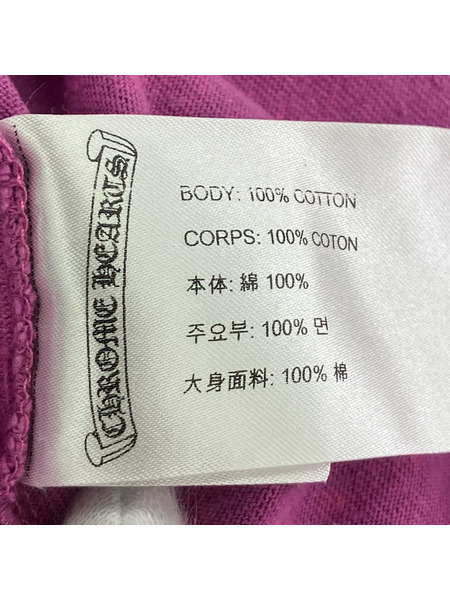 CHROME HEARTS
BODY: 100% COTTON
CORPS: 100% COTON
本体: 綿 100%
주요부: 100% 면
大身面料: 100% 棉